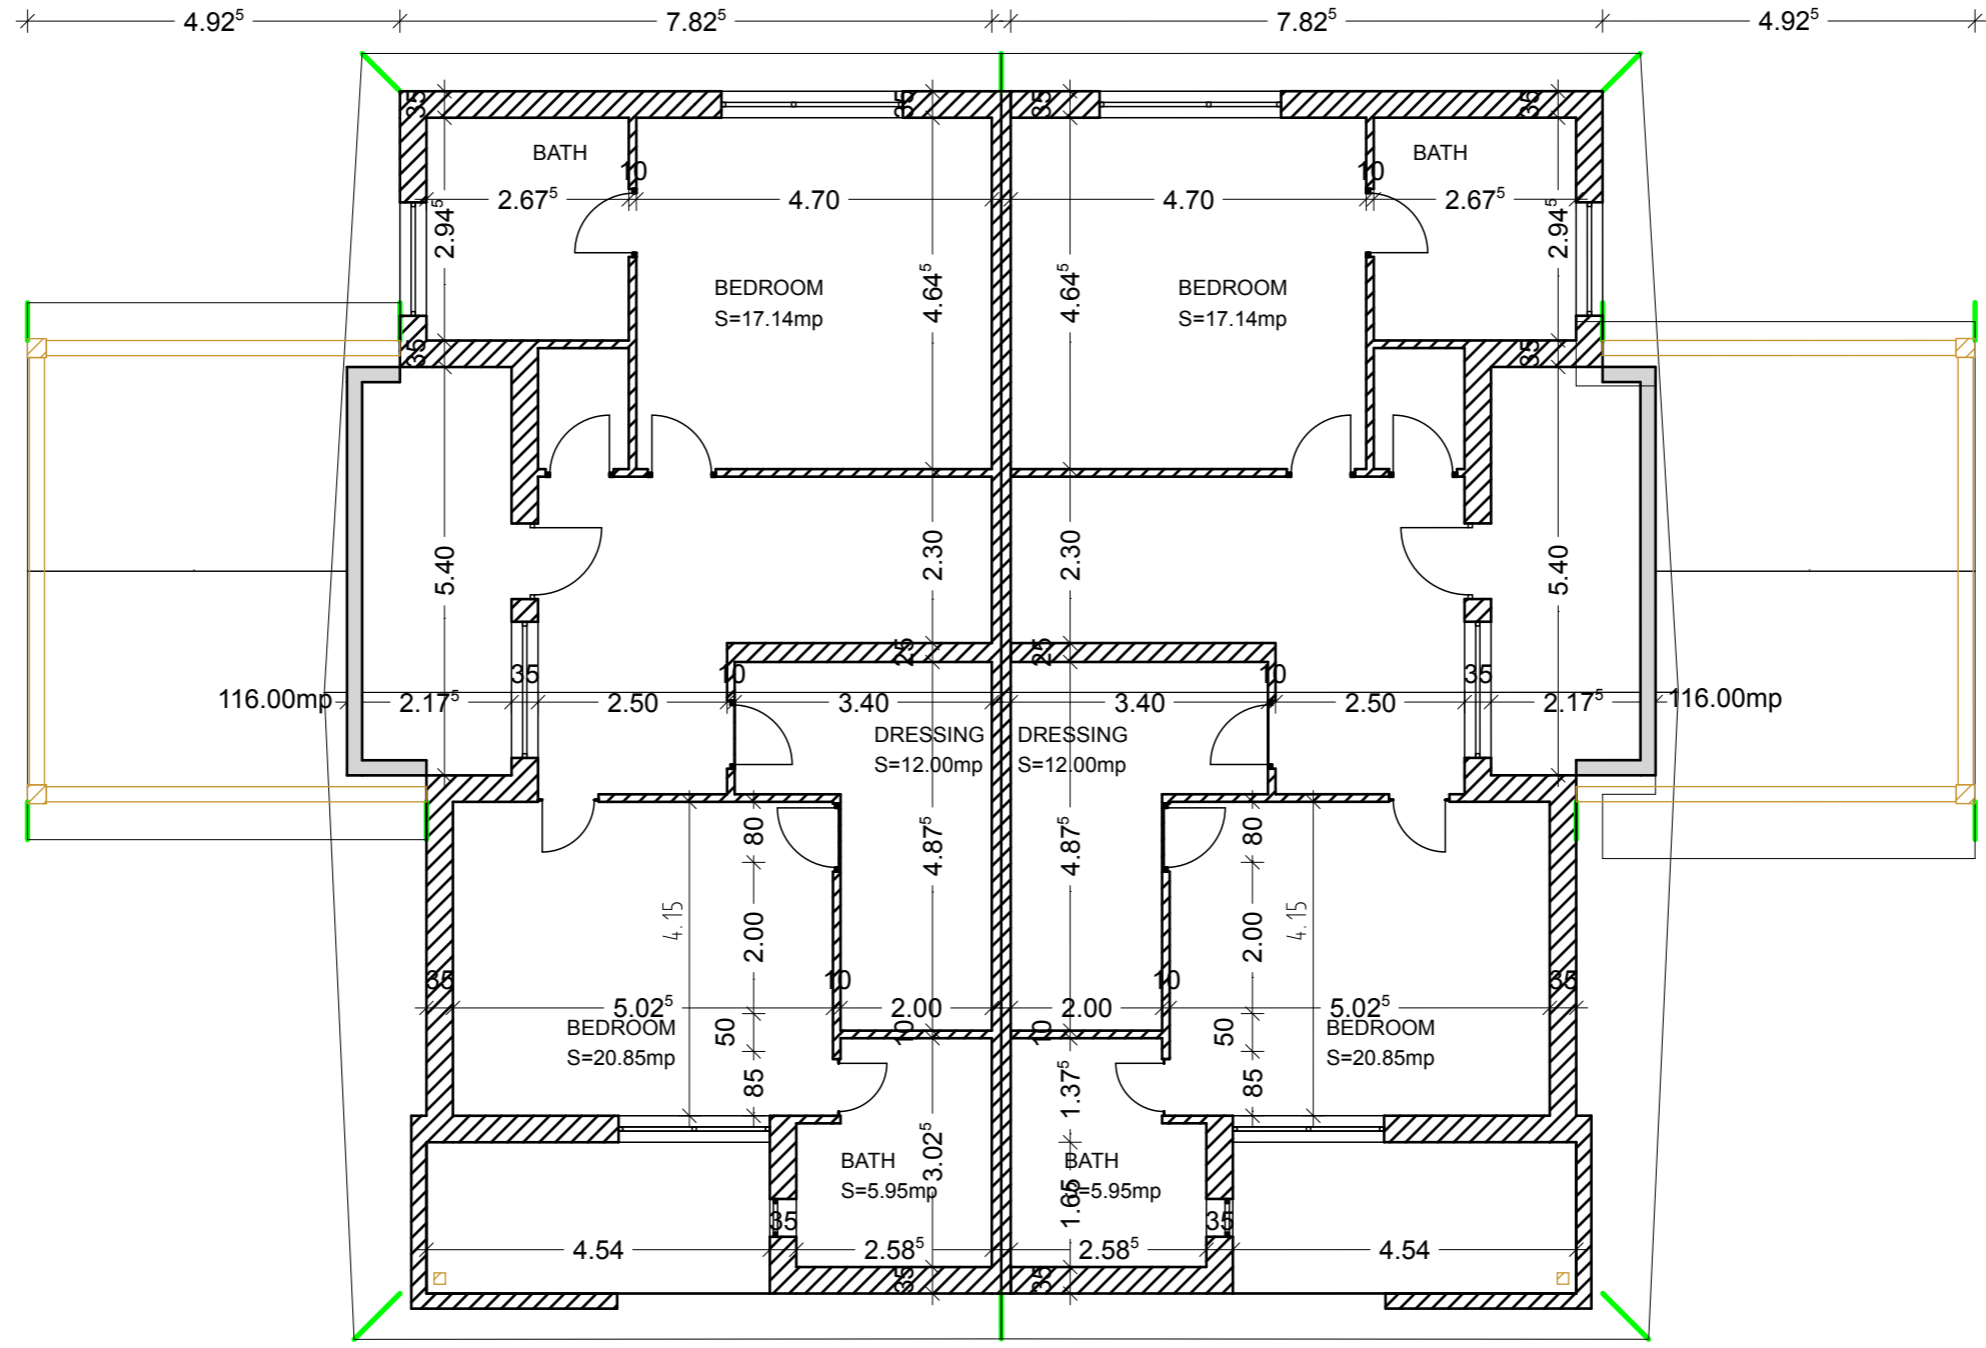 4.92⁵ 7.82⁵ 7.82⁵ 4.92⁵
35 35 35 35
BATH BATH
10 10
2.67⁵ 4.70 4.70 2.67⁵
2.94⁵ 2.94⁵
BEDROOM BEDROOM
S=17.14mp S=17.14mp
4.64⁵ 4.64⁵
35 35
5.40 2.30 2.30 5.40
25 25
35 10 10 35
116.00mp 2.17⁵ 2.50 3.40 3.40 2.50 2.17⁵ 116.00mp
DRESSING DRESSING
S=12.00mp S=12.00mp
80 4.87⁵ 4.87⁵ 80
4.15 2.00 2.00 4.15
35 10 10 35
5.02⁵ 2.00 2.00 5.02⁵
BEDROOM 50 10 10 50 BEDROOM
S=20.85mp S=20.85mp
85 1.37⁵ 85
3.02⁵
BATH BATH
S=5.95mp S=5.95mp
1.65
35 35
4.54 2.58⁵ 2.58⁵ 4.54
35 35